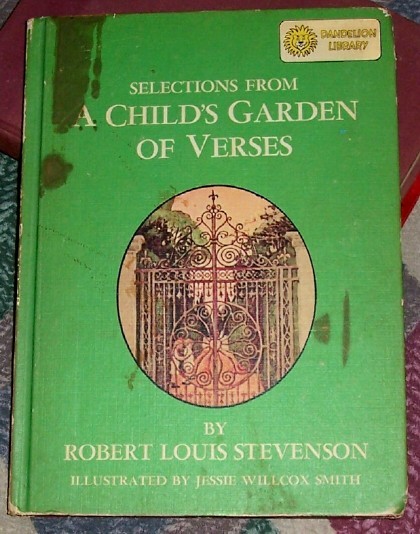 DANDELION
LIBRARY
SELECTIONS FROM
A CHILD'S GARDEN
OF VERSES
BY
ROBERT LOUIS STEVENSON
ILLUSTRATED BY JESSIE WILLCOX SMITH